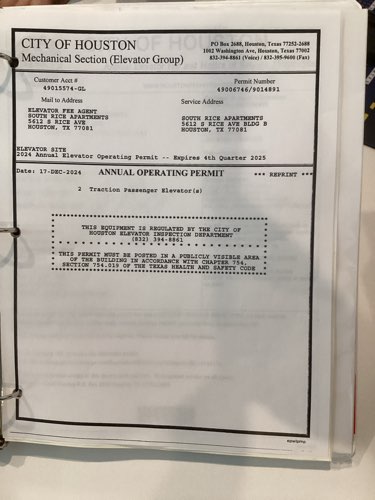 CITY OF HOUSTON
Mechanical Section (Elevator Group)
PO Box 2688, Houston, Texas 77252-2688
1002 Washington Ave, Houston, Texas 77002
832-394-8861 (Voice) / 832-395-9600 (Fax)
Customer Acct #
49015574-GL
Permit Number
49006746/9014891
Mail to Address
ELEVATOR FEE AGENT
SOUTH RICE APARTMENTS
5612 S RICE AVE
HOUSTON, TX 77081
Service Address
SOUTH RICE APARTMENTS
5612 S RICE AVE BLDG B
HOUSTON, TX 77081
ELEVATOR SITE
2024 Annual Elevator Operating Permit -- Expires 4th Quarter 2025
Date: 17-DEC-2024 ANNUAL OPERATING PERMIT *** REPRINT ***
2 Traction Passenger Elevator(s)
THIS EQUIPMENT IS REGULATED BY THE CITY OF
HOUSTON ELEVATOR INSPECTION DEPARTMENT
(832) 394-8861
THIS PERMIT MUST BE POSTED IN A PUBLICLY VISIBLE AREA
OF THE BUILDING IN ACCORDANCE WITH CHAPTER 754,
SECTION 754.019 OF THE TEXAS HEALTH AND SAFETY CODE